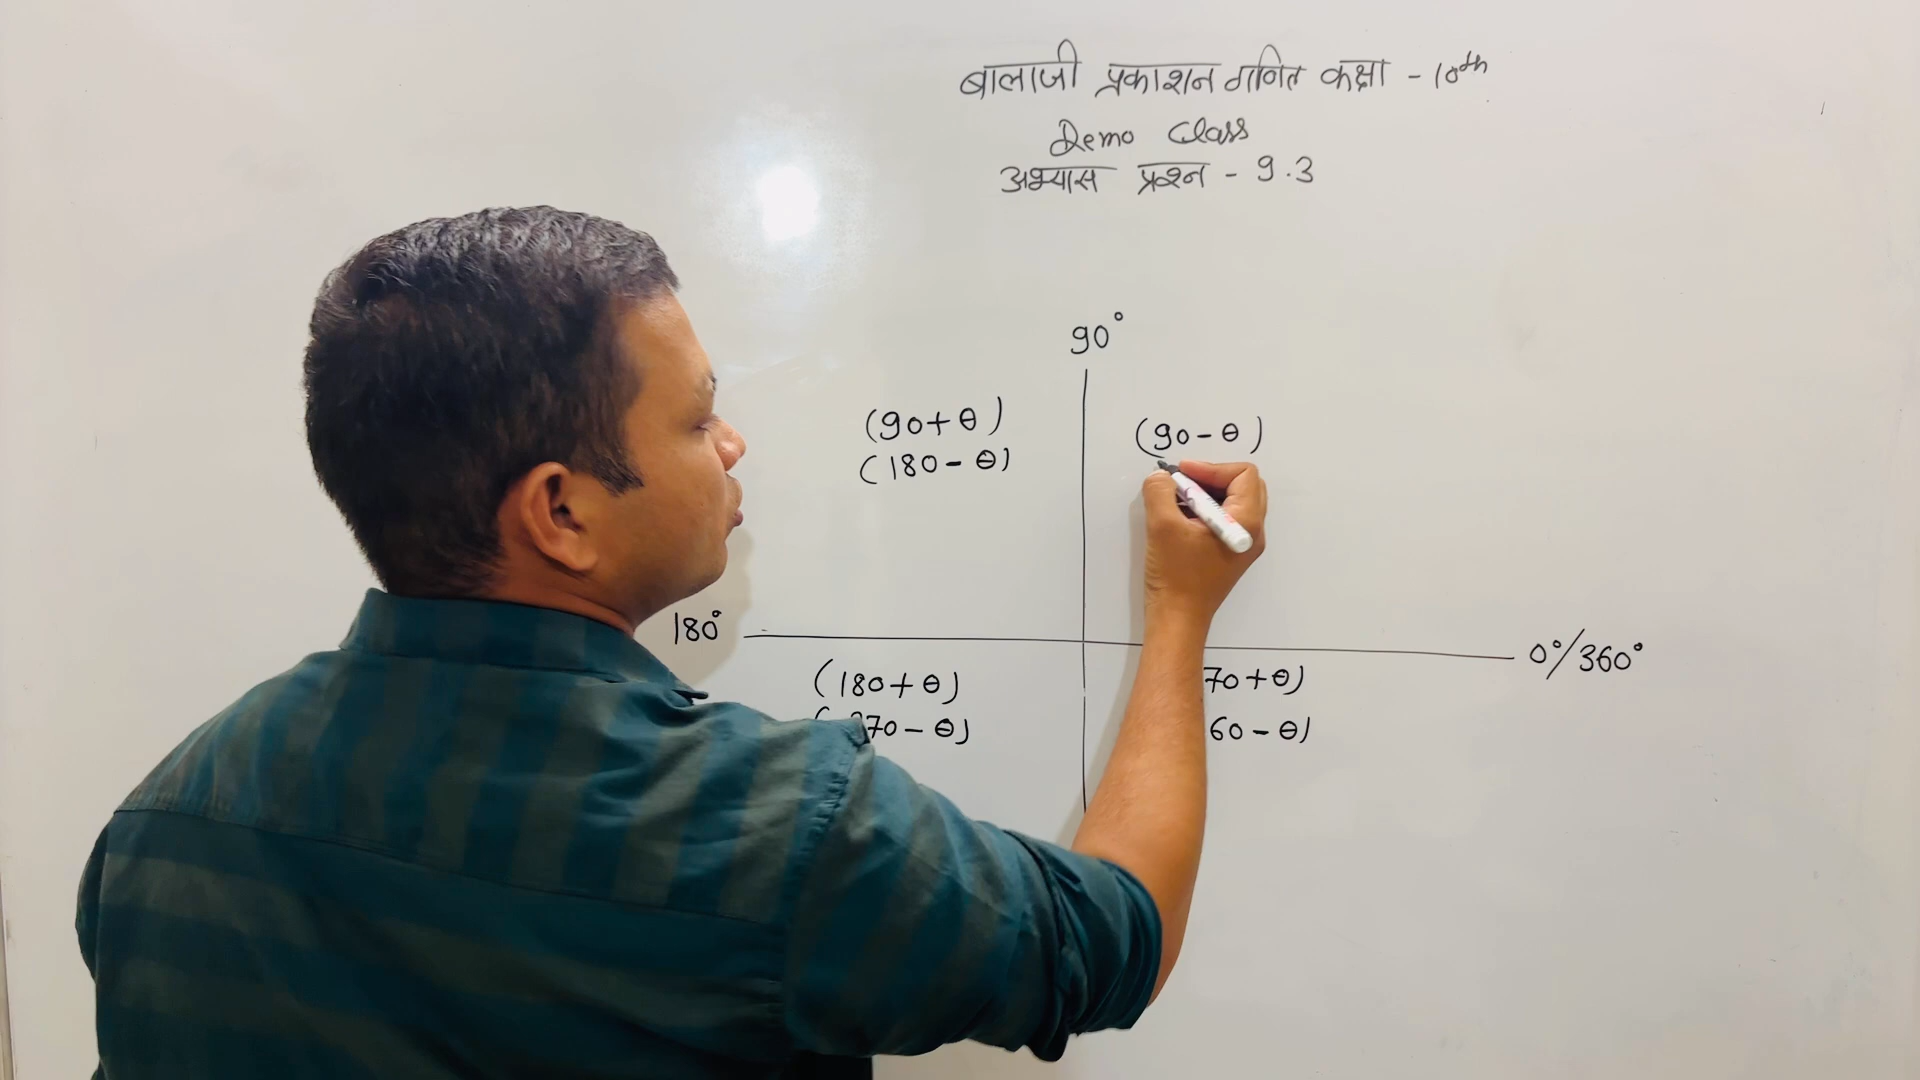 बालाजी प्रकाशन गणित कक्षा - 10th
Demo Class
अभ्यास प्रश्न - 9.3
90°
(90+θ)
(180-θ)
(90-θ)
180°
0°/360°
(180+θ)
(270-θ)
70+θ)
60-θ)